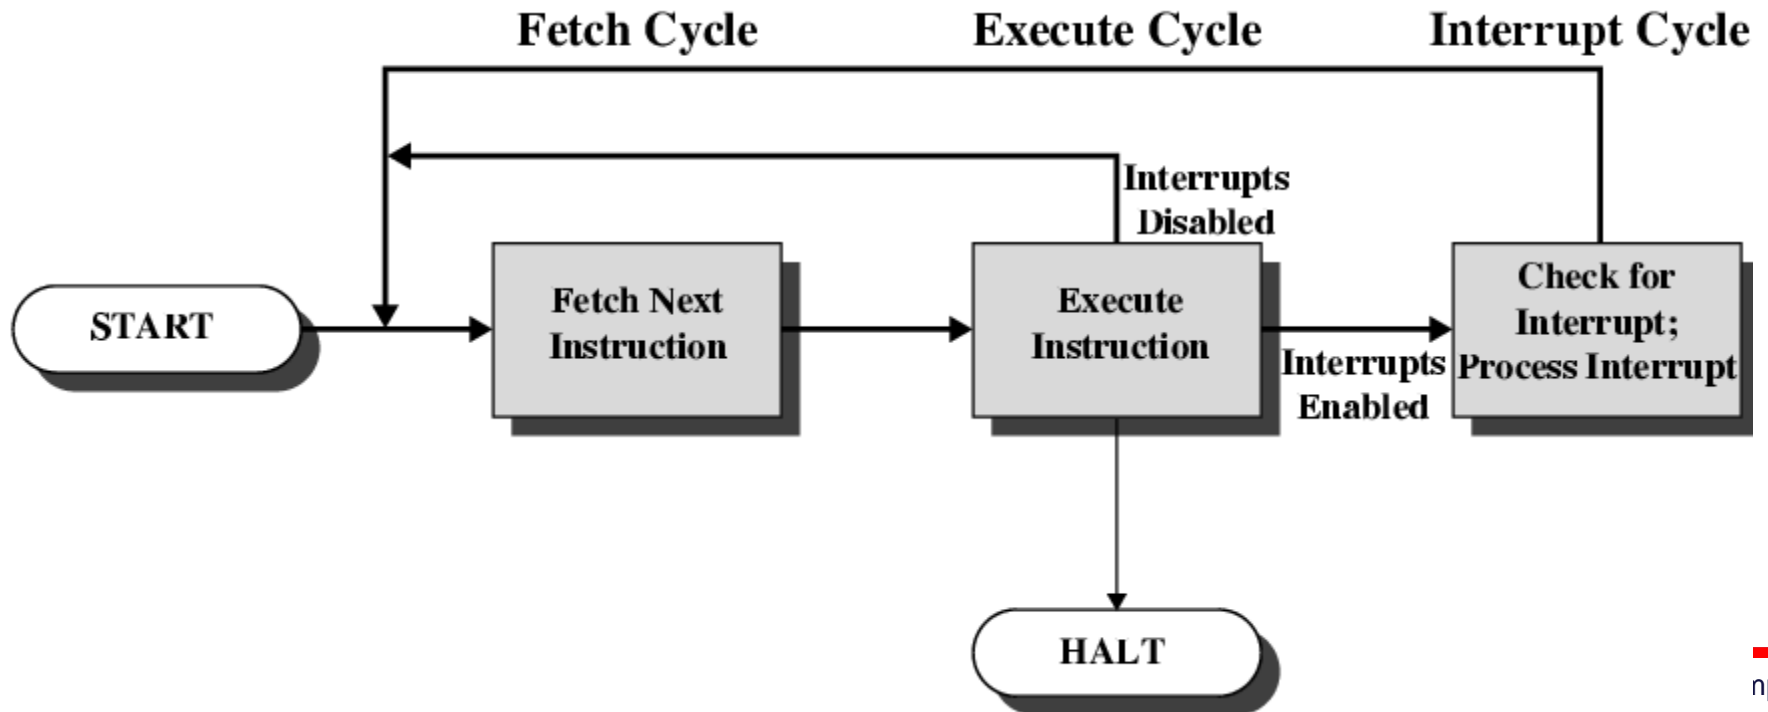 Fetch Cycle
Execute Cycle
Interrupt Cycle
Interrupts
Disabled
START
Fetch Next
Instruction
Execute
Instruction
Interrupts
Enabled
Check for
Interrupt;
Process Interrupt
HALT